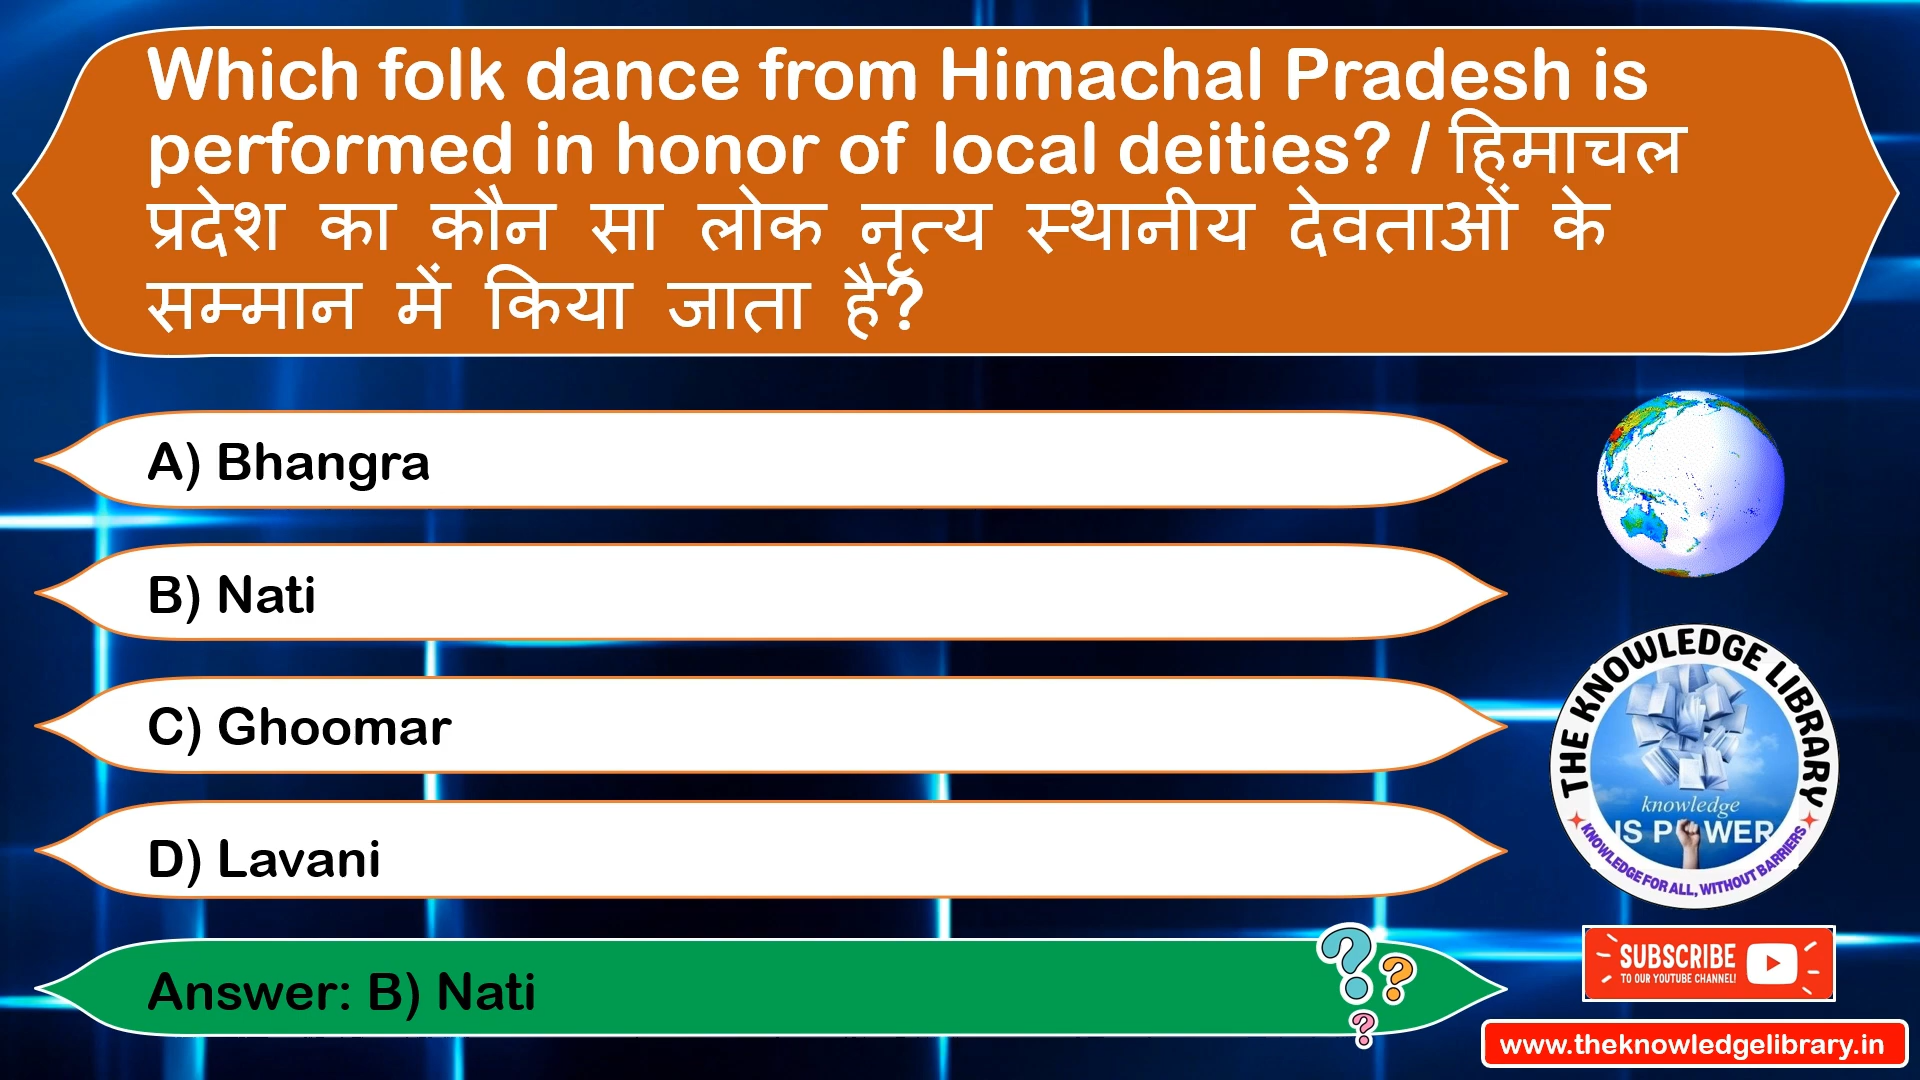 Which folk dance from Himachal Pradesh is
performed in honor of local deities? / हिमाचल
प्रदेश का कौन सा लोक नृत्य स्थानीय देवताओं के
सम्मान में किया जाता है?
A) Bhangra
B) Nati
C) Ghoomar
D) Lavani
Answer: B) Nati
THE KNOWLEDGE LIBRARY
knowledge
IS POWER
KNOWLEDGE FOR ALL, WITHOUT BARRIERS
SUBSCRIBE
TO OUR YOUTUBE CHANNEL!
www.theknowledgelibrary.in